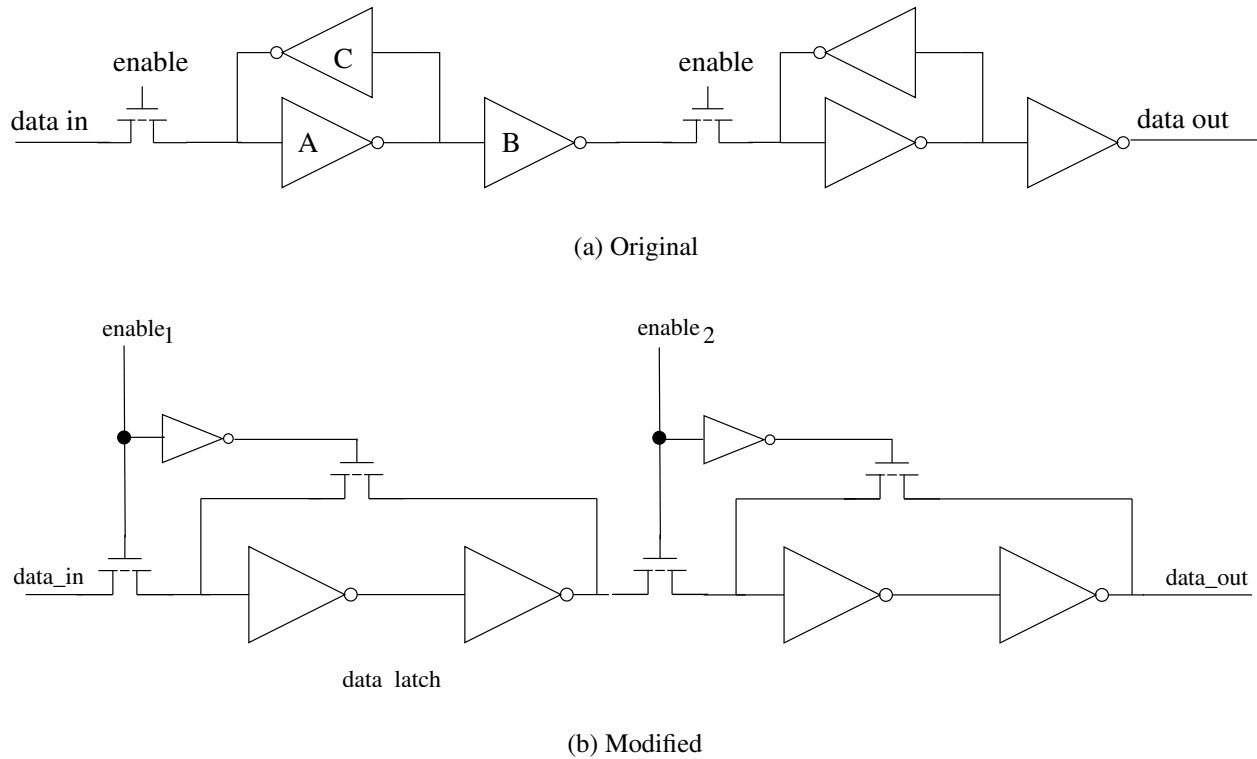 enable
C
enable
data in
A
B
data out
(a) Original
enable1
enable2
data_in
data_out
data latch
(b) Modified